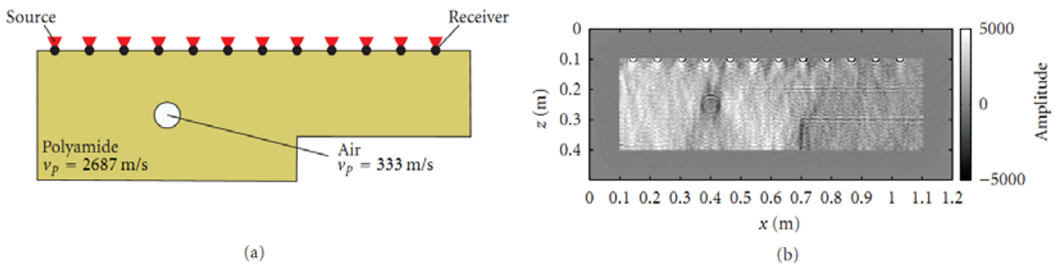 Source
Receiver
Polyamide
vp = 2687 m/s
Air
vp = 333 m/s
(a)
0
0.1
0.2
0.3
0.4
z (m)
0 0.1 0.2 0.3 0.4 0.5 0.6 0.7 0.8 0.9 1 1.1 1.2
x (m)
5000
0
−5000
Amplitude
(b)